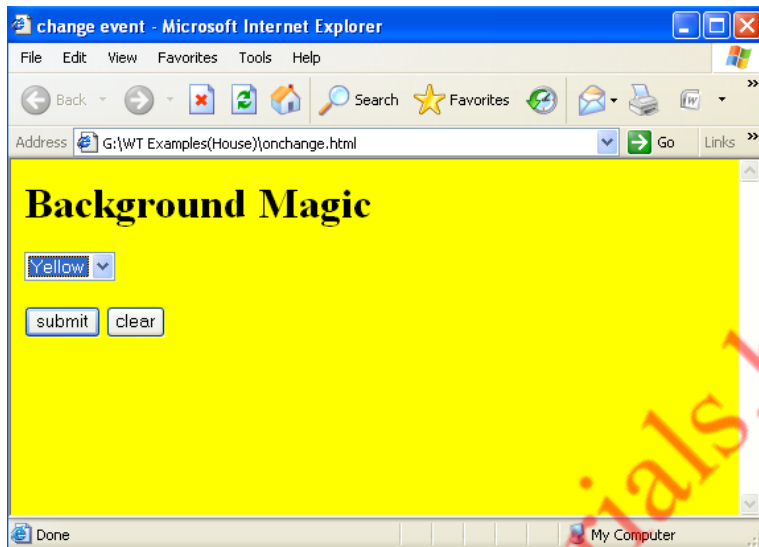 change event - Microsoft Internet Explorer
File Edit View Favorites Tools Help
Back Search Favorites
Address G:\WT Examples(House)\onchange.html Go Links »
Background Magic
Yellow
submit clear
Done My Computer